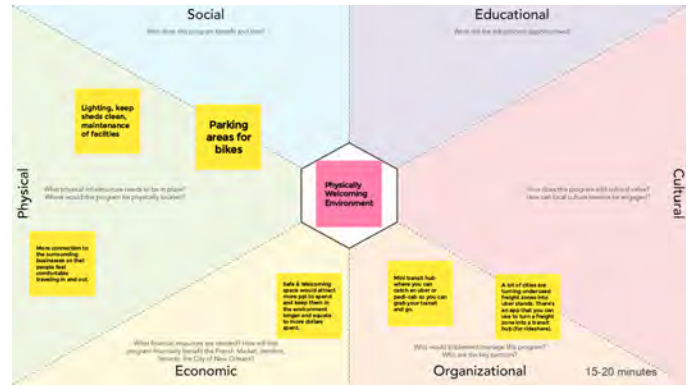 Social
Who does this program benefit and how?
Educational
What are the educational opportunities?
Lighting, keep
sheds clean,
maintenance
of faclities
Parking
areas for
bikes
Physical
What physical infrastructure needs to be in place?
Where would this program be physically located?
Physically
Welcoming
Environment
Cultural
How does this program add cultural value?
How can local culture bearers be engaged?
More connection to
the surrounding
businesses so that
people feel
comfortable
traveling in and out.
Safe & Welcoming
space would attract
more ppl to spend
and keep them in
the environment
longer and equate
to more dollars
spent.
Mini transit hub
where you can
catch an uber or
pedi-cab so you can
grab your transit
and go.
A lot of cities are
turning underused
freight zones into
uber stands. There's
an app that you can
use to turn a freight
zone into a transit
hub (for rideshare).
What financial resources are needed? How will this
program financially benefit the French Market, (vendors,
tenants, the City of New Orleans)?
Economic
Why would implement/manage this program?
Who are the key partners?
Organizational
15-20 minutes